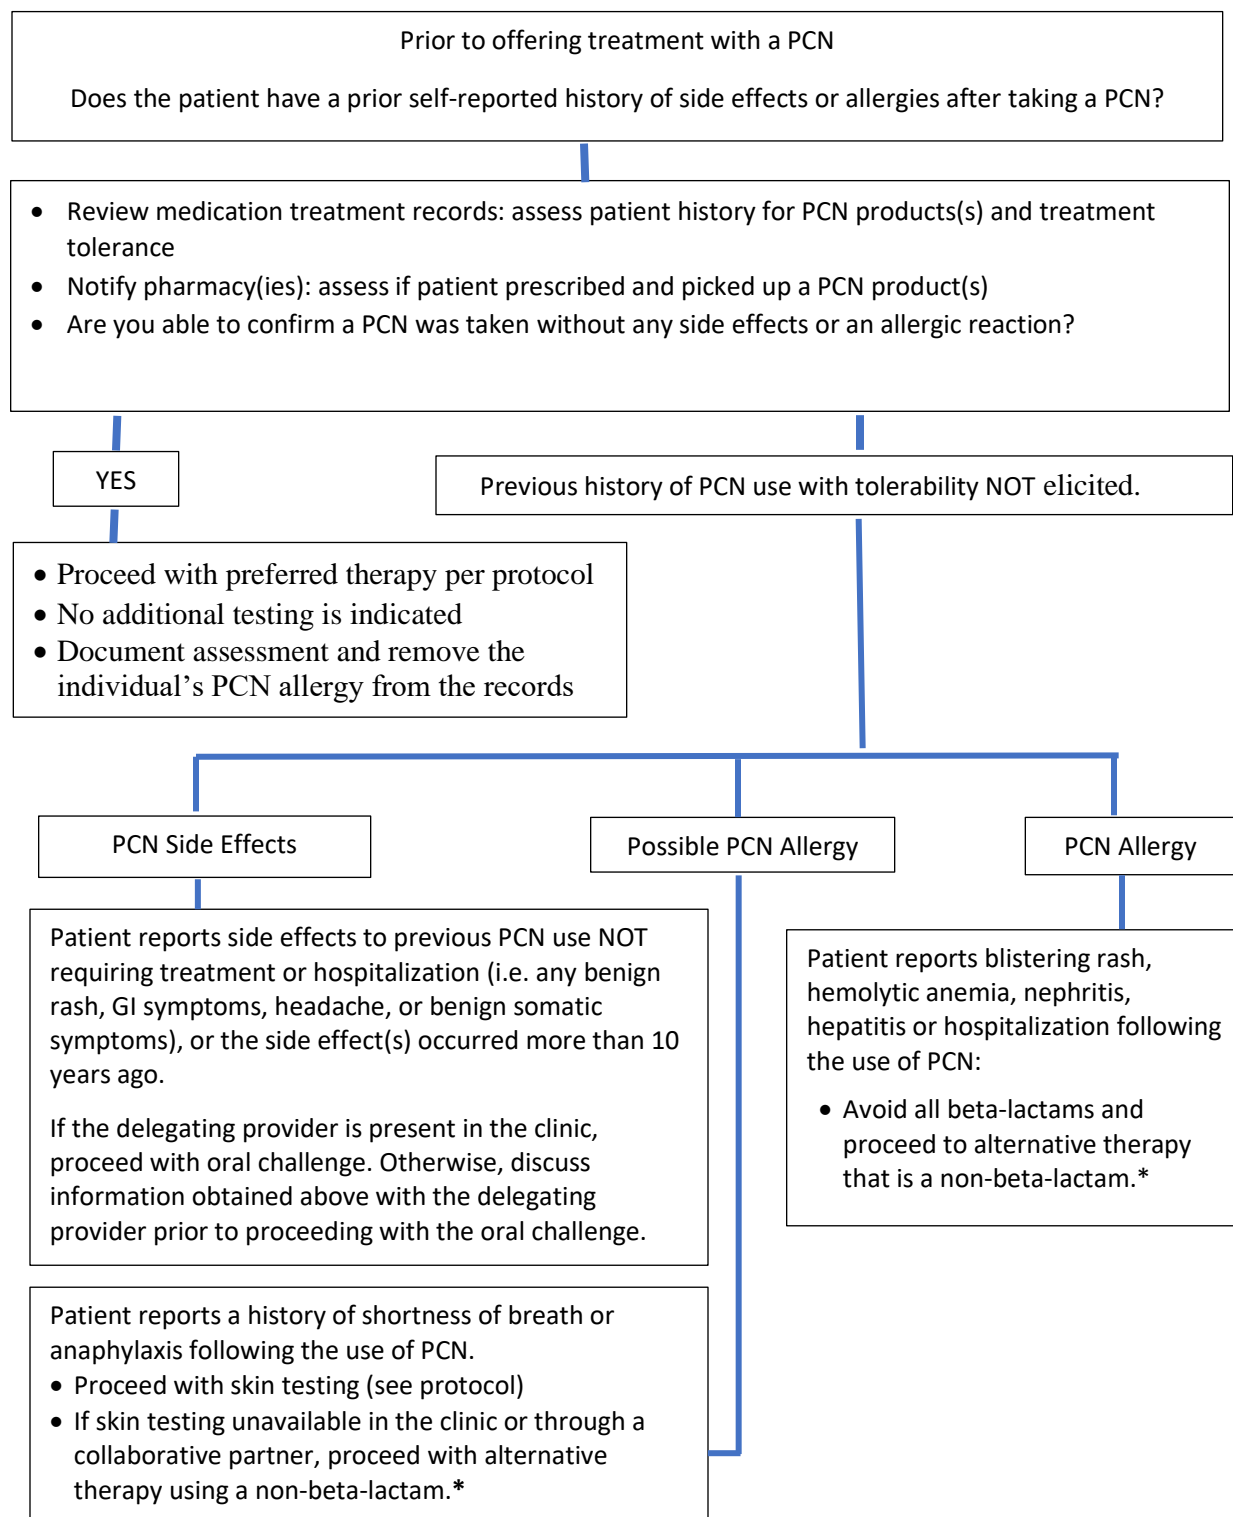 Prior to offering treatment with a PCN
Does the patient have a prior self-reported history of side effects or allergies after taking a PCN?
• Review medication treatment records: assess patient history for PCN products(s) and treatment
tolerance
• Notify pharmacy(ies): assess if patient prescribed and picked up a PCN product(s)
• Are you able to confirm a PCN was taken without any side effects or an allergic reaction?
YES
Previous history of PCN use with tolerability NOT elicited.
• Proceed with preferred therapy per protocol
• No additional testing is indicated
• Document assessment and remove the
individual’s PCN allergy from the records
PCN Side Effects
Possible PCN Allergy
PCN Allergy
Patient reports side effects to previous PCN use NOT
requiring treatment or hospitalization (i.e. any benign
rash, GI symptoms, headache, or benign somatic
symptoms), or the side effect(s) occurred more than 10
years ago.
If the delegating provider is present in the clinic,
proceed with oral challenge. Otherwise, discuss
information obtained above with the delegating
provider prior to proceeding with the oral challenge.
Patient reports blistering rash,
hemolytic anemia, nephritis,
hepatitis or hospitalization following
the use of PCN:
• Avoid all beta-lactams and
proceed to alternative therapy
that is a non-beta-lactam.*
Patient reports a history of shortness of breath or
anaphylaxis following the use of PCN.
• Proceed with skin testing (see protocol)
• If skin testing unavailable in the clinic or through a
collaborative partner, proceed with alternative
therapy using a non-beta-lactam.*